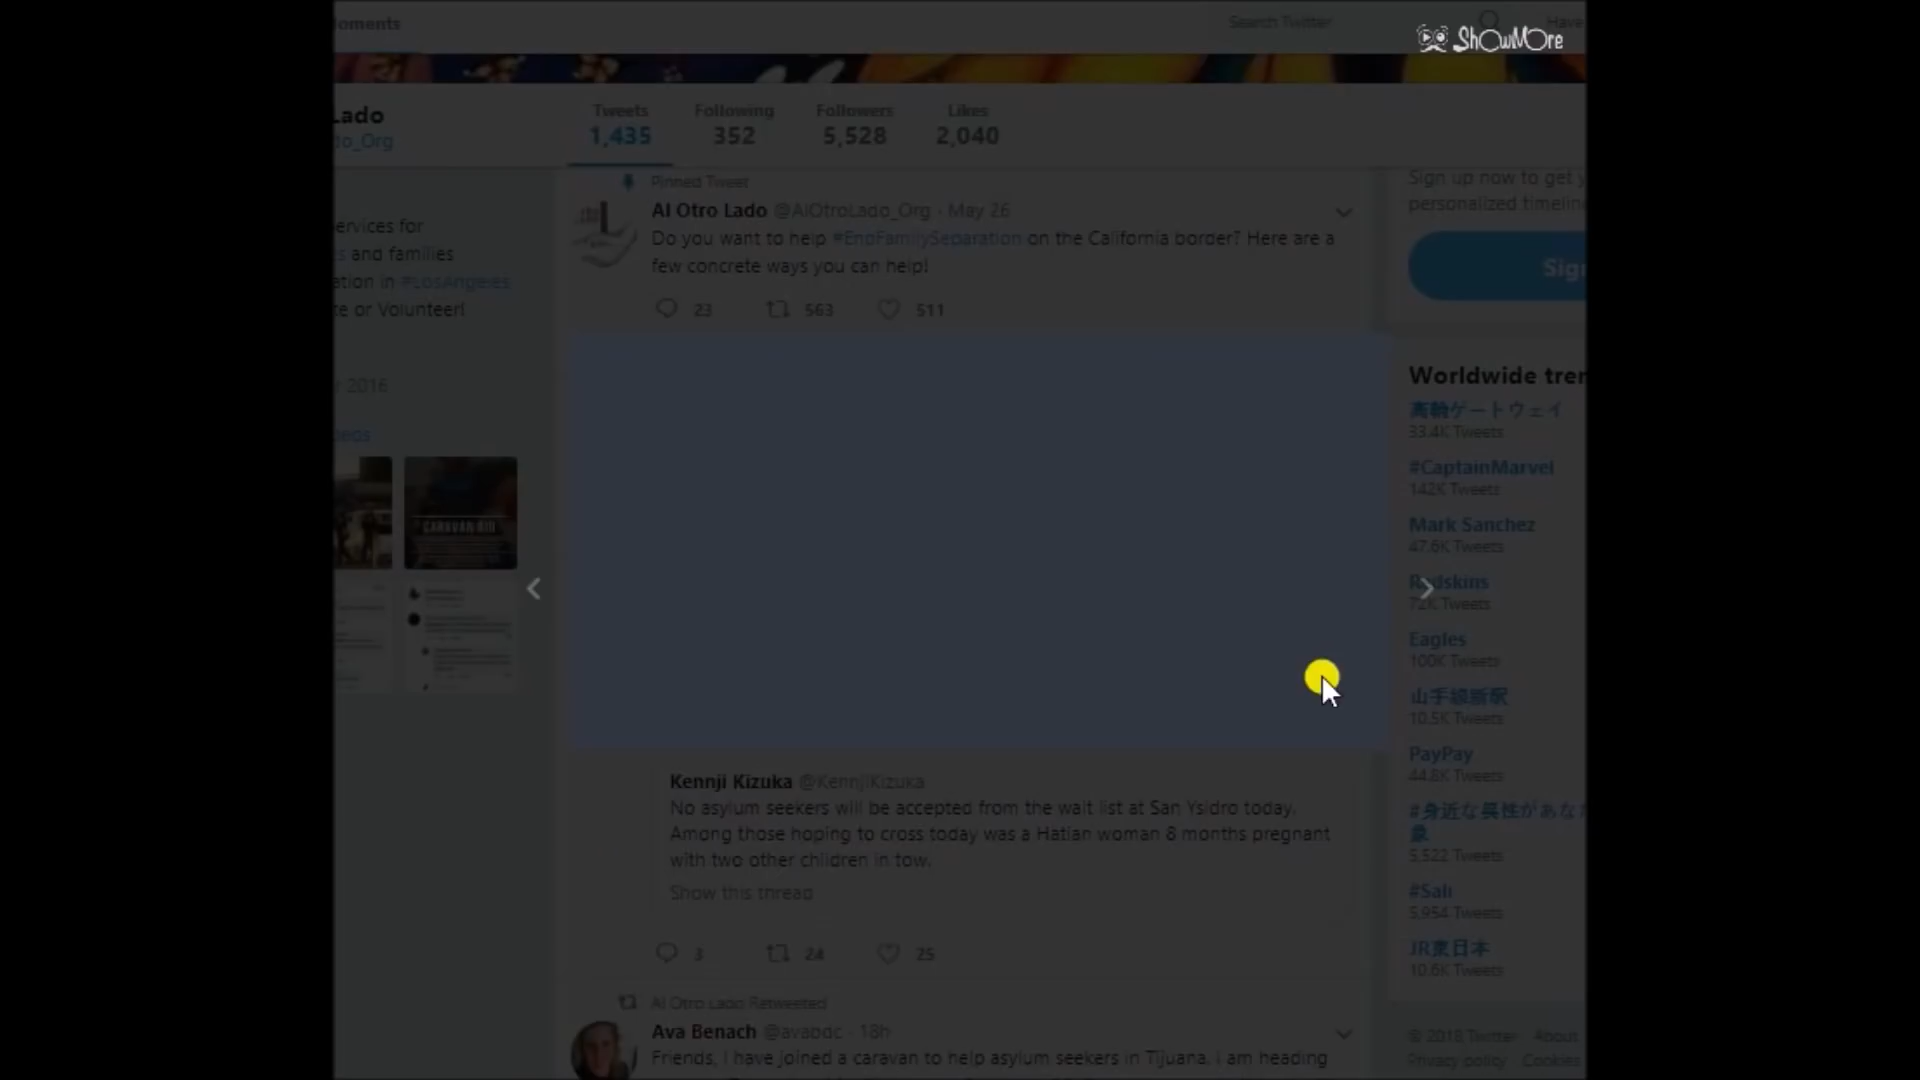 oments
Search Twitter
Have
ShowMore
Lado
do_Org
Tweets
1,435
Following
352
Followers
5,528
Likes
2,040
ervices for
s and families
ation in #LosAngeles
te or Volunteer!
r 2016
deos
CARAVAN AID
Pinned Tweet
Al Otro Lado @AlOtroLado_Org · May 26
Do you want to help #EndFamilySeparation on the California border? Here are a
few concrete ways you can help!
23 563 511
Kennji Kizuka @KennjiKizuka
No asylum seekers will be accepted from the wait list at San Ysidro today.
Among those hoping to cross today was a Hatian woman 8 months pregnant
with two other children in tow.
Show this thread
3 24 25
Al Otro Lado Retweeted
Ava Benach @avabdc · 18h
Friends, I have joined a caravan to help asylum seekers in Tijuana. I am heading
Sign up now to get y
personalized timelin
Sig
Worldwide tren
高輪ゲートウェイ
33.4K Tweets
#CaptainMarvel
142K Tweets
Mark Sanchez
47.6K Tweets
Redskins
72K Tweets
Eagles
100K Tweets
山手線新駅
10.5K Tweets
PayPay
44.8K Tweets
#身近な異性があなた
象
5,522 Tweets
#Salı
5,954 Tweets
JR東日本
10.6K Tweets
© 2018 Twitter About
Privacy policy Cookies